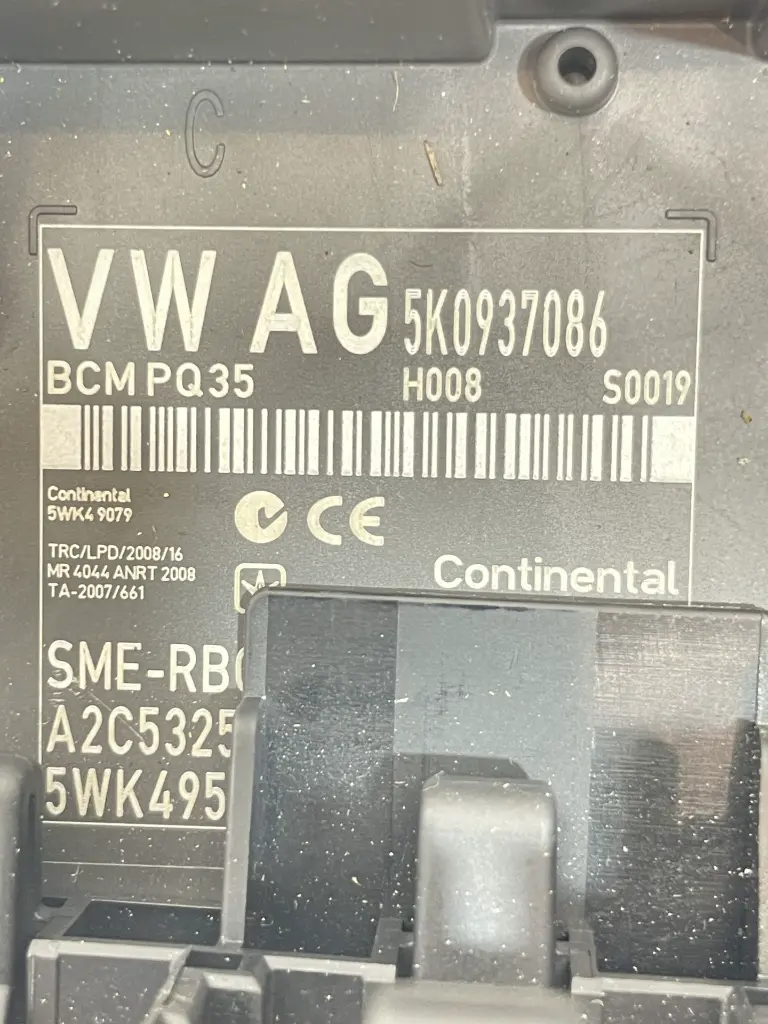 C
VW AG 5K0937086
BCM PQ35 H008 S0019
Continental
5WK4 9079
CE
TRC/LPD/2008/16
MR 4044 ANRT 2008
TA-2007/661
Continental
SME-RB
A2C5325
5WK495